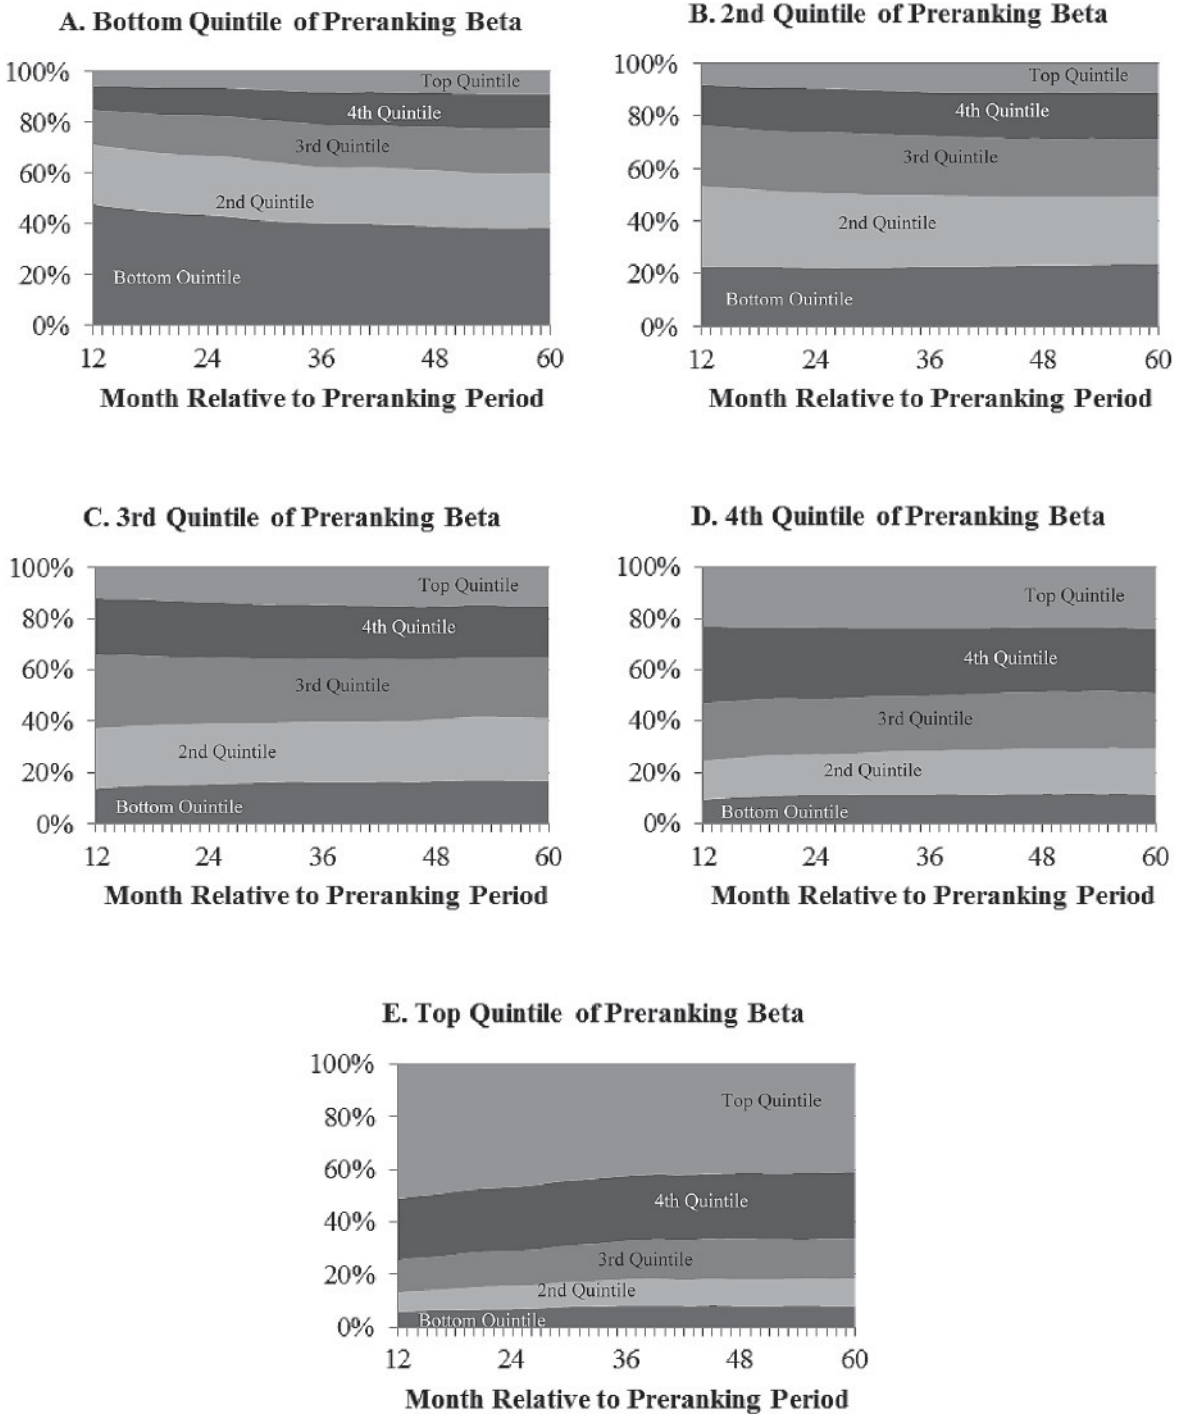 A. Bottom Quintile of Preranking Beta
100%
80%
60%
40%
20%
0%
Top Quintile
4th Quintile
3rd Quintile
2nd Quintile
Bottom Ouintile
12 24 36 48 60
Month Relative to Preranking Period
B. 2nd Quintile of Preranking Beta
100%
80%
60%
40%
20%
0%
Top Quintile
4th Quintile
3rd Quintile
2nd Quintile
Bottom Ouintile
12 24 36 48 60
Month Relative to Preranking Period
C. 3rd Quintile of Preranking Beta
100%
80%
60%
40%
20%
0%
Top Quintile
4th Quintile
3rd Quintile
2nd Quintile
Bottom Ouintile
12 24 36 48 60
Month Relative to Preranking Period
D. 4th Quintile of Preranking Beta
100%
80%
60%
40%
20%
0%
Top Quintile
4th Quintile
3rd Quintile
2nd Quintile
Bottom Ouintile
12 24 36 48 60
Month Relative to Preranking Period
E. Top Quintile of Preranking Beta
100%
80%
60%
40%
20%
0%
Top Quintile
4th Quintile
3rd Quintile
2nd Quintile
Bottom Ouintile
12 24 36 48 60
Month Relative to Preranking Period